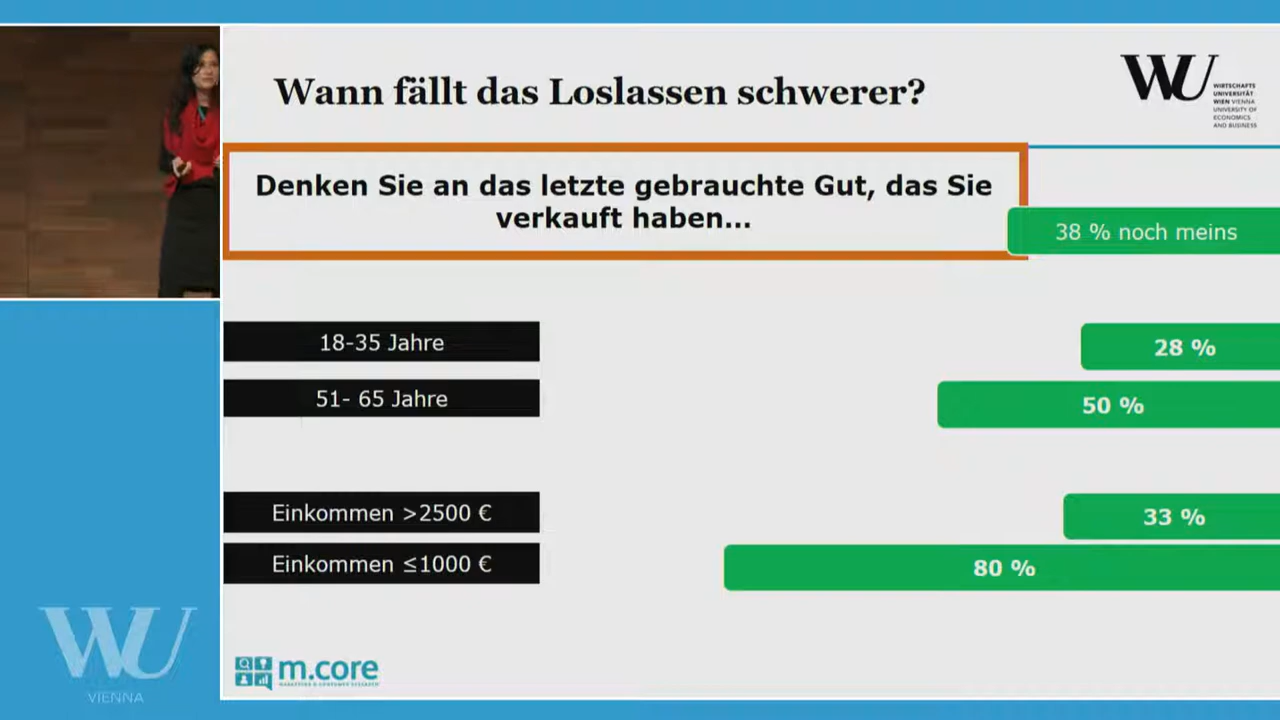 Wann fällt das Loslassen schwerer?
WU
WIRTSCHAFTS
UNIVERSITÄT
WIEN VIENNA
UNIVERSITY OF
ECONOMICS
AND BUSINESS
Denken Sie an das letzte gebrauchte Gut, das Sie
verkauft haben...
38 % noch meins
18-35 Jahre
28 %
51- 65 Jahre
50 %
Einkommen >2500 €
33 %
Einkommen ≤1000 €
80 %
WU
VIENNA
m.core
MARKETING & CONSUMER RESEARCH